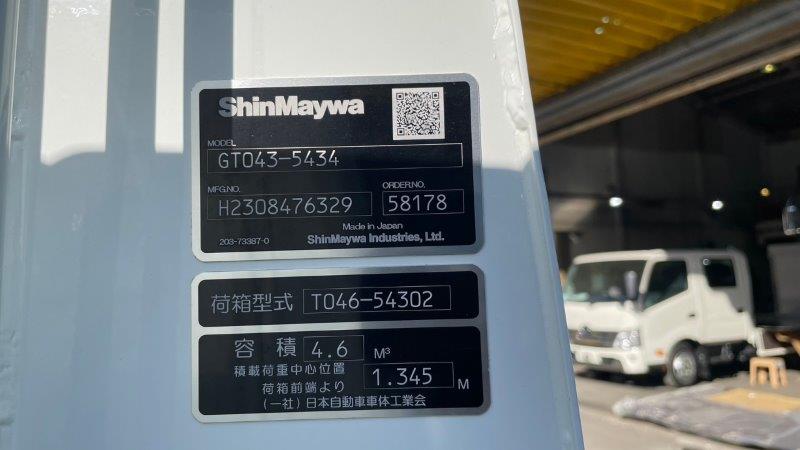 ShinMaywa
MODEL
GT043-5434
MFG.NO. ORDER.NO.
H2308476329 58178
Made in Japan
203-73387-0 ShinMaywa Industries, Ltd.
荷箱型式 T046-54302
容積 4.6 M³
積載荷重中心位置
荷箱前端より 1.345 M
(一社)日本自動車車体工業会